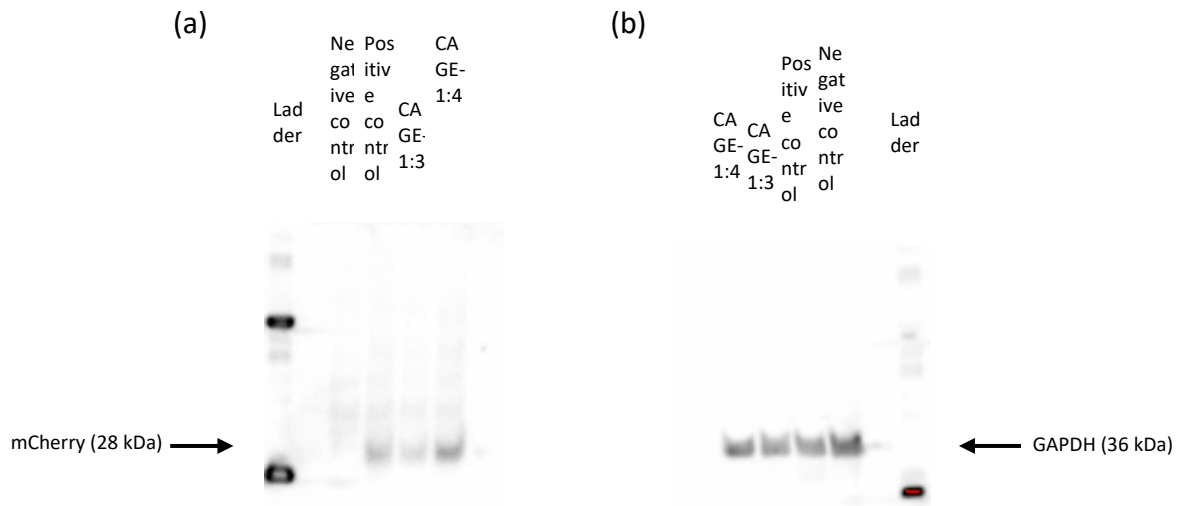 (a)
Lad
der
Ne
gat
ive
co
ntr
ol
Pos
itiv
e
co
ntr
ol
CA
GE-
1:3
CA
GE-
1:4
mCherry (28 kDa)
(b)
CA
GE-
1:4
CA
GE-
1:3
Pos
itiv
e
co
ntr
ol
Ne
gat
ive
co
ntr
ol
Lad
der
GAPDH (36 kDa)